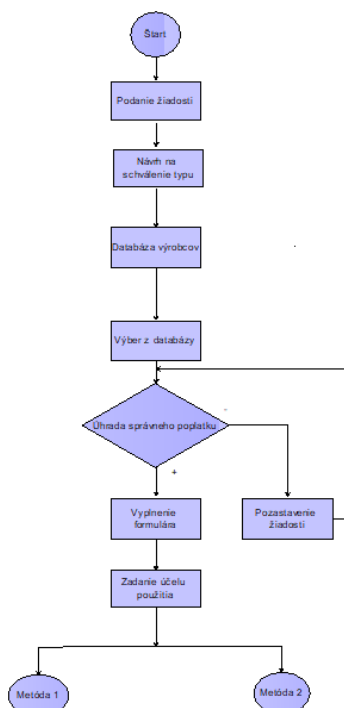 Štart
Podanie žiadosti
Návrh na
schválenie typu
Databáza výrobcov
Výber z databázy
Úhrada správneho poplatku
-
+
Vyplnenie
formulára
Pozastavenie
žiadosti
Zadanie účelu
použitia
Metóda 1
Metóda 2